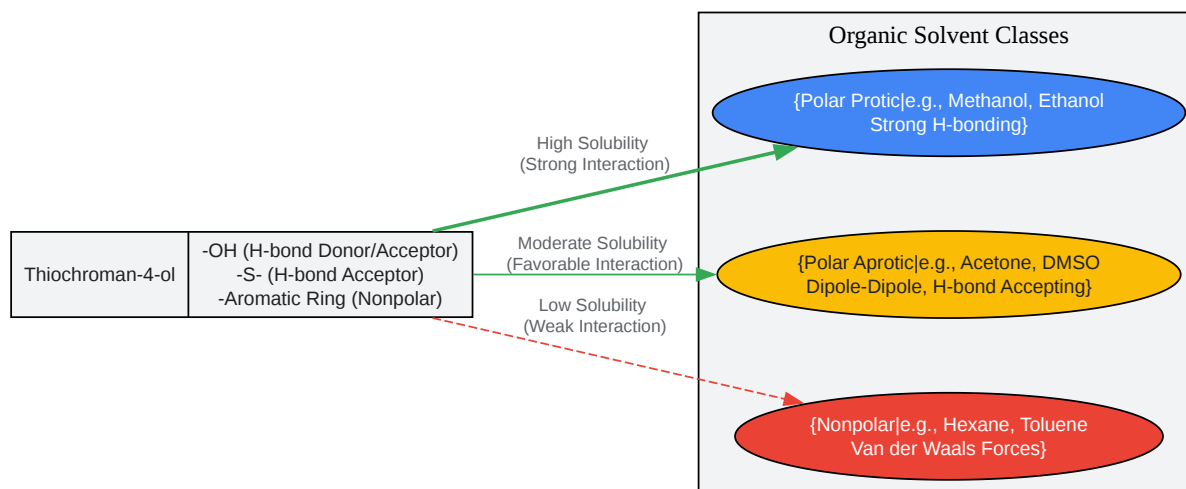 Organic Solvent Classes
{Polar Protic|e.g., Methanol, Ethanol
Strong H-bonding}
High Solubility
(Strong Interaction)
Thiochroman-4-ol
-OH (H-bond Donor/Acceptor)
-S- (H-bond Acceptor)
-Aromatic Ring (Nonpolar)
Moderate Solubility
(Favorable Interaction)
{Polar Aprotic|e.g., Acetone, DMSO
Dipole-Dipole, H-bond Accepting}
Low Solubility
(Weak Interaction)
{Nonpolar|e.g., Hexane, Toluene
Van der Waals Forces}